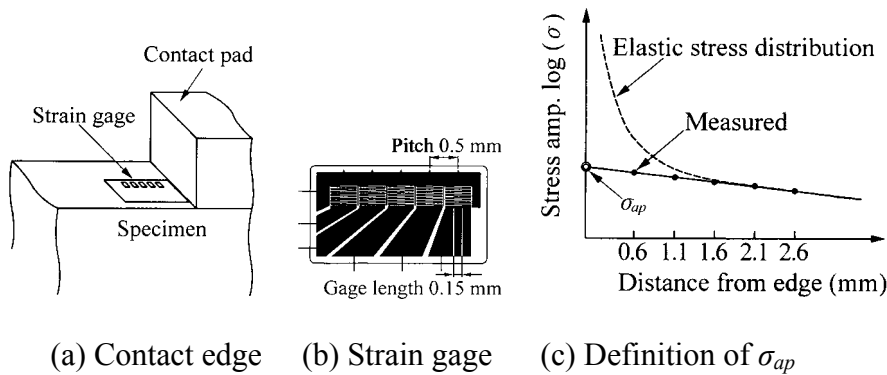 Contact pad
Strain gage
Specimen
Pitch 0.5 mm
Gage length 0.15 mm
Stress amp. log (σ)
Elastic stress distribution
Measured
σap
0.6 1.1 1.6 2.1 2.6
Distance from edge (mm)
(a) Contact edge (b) Strain gage (c) Definition of σap